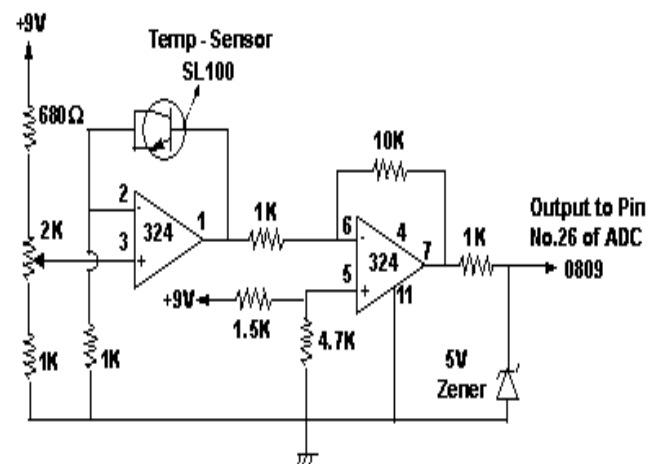 +9V
Temp - Sensor
SL100
680Ω
10K
2
1
1K
6
4
Output to Pin
No.26 of ADC
0809
2K
3
324
7
1K
324
5
11
+9V
1.5K
4.7K
5V
Zener
1K
1K